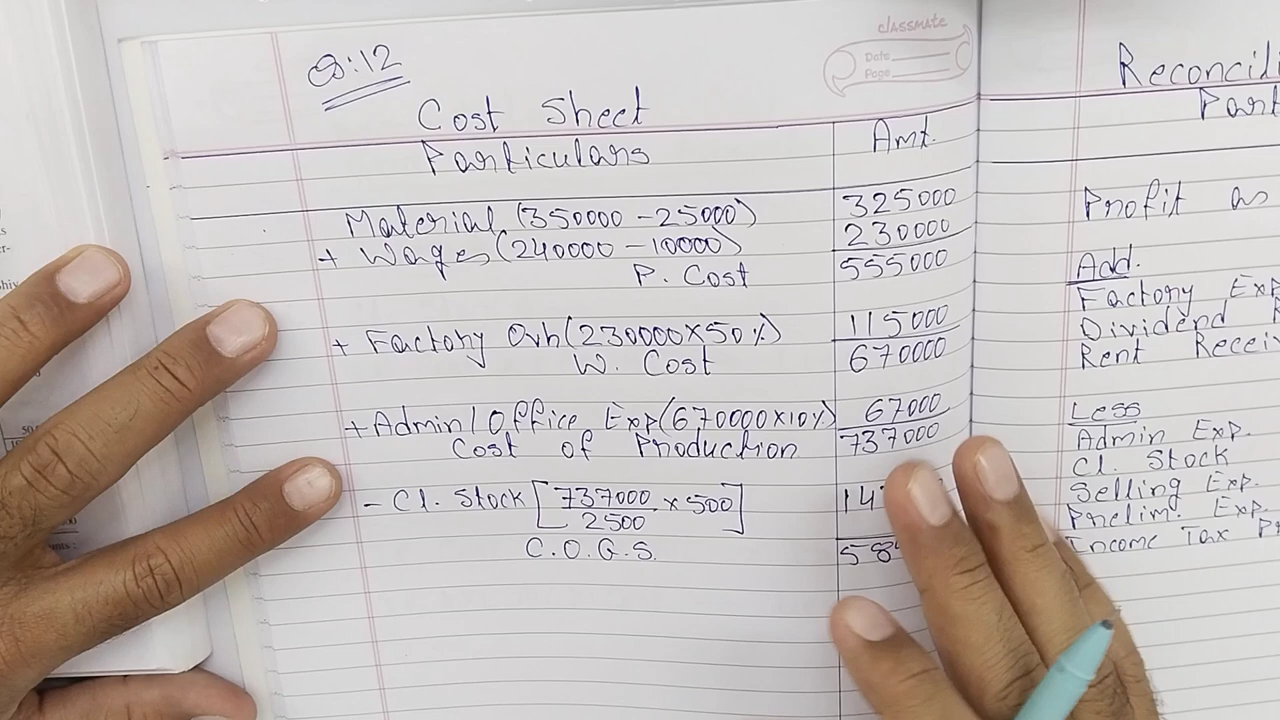 classmate
Date
Page
Q:12
Cost Sheet
Particulars Amt.
Material (350000 - 25000) 325000
+ Wages (240000 - 10000) 230000
P. Cost 555000
+ Factory Ovh (230000 x 50%) 115000
W. Cost 670000
+ Admin/Office Exp (670000 x 10%) 67000
Cost of Production 737000
- Cl. Stock [737000/2500 x 500]
C.O.G.S.
Profit as
Add.
Factory Exp
Dividend
Rent
Less
Admin Exp.
Cl. Stock
Selling Exp.
Prelim. Exp.
Income Tax